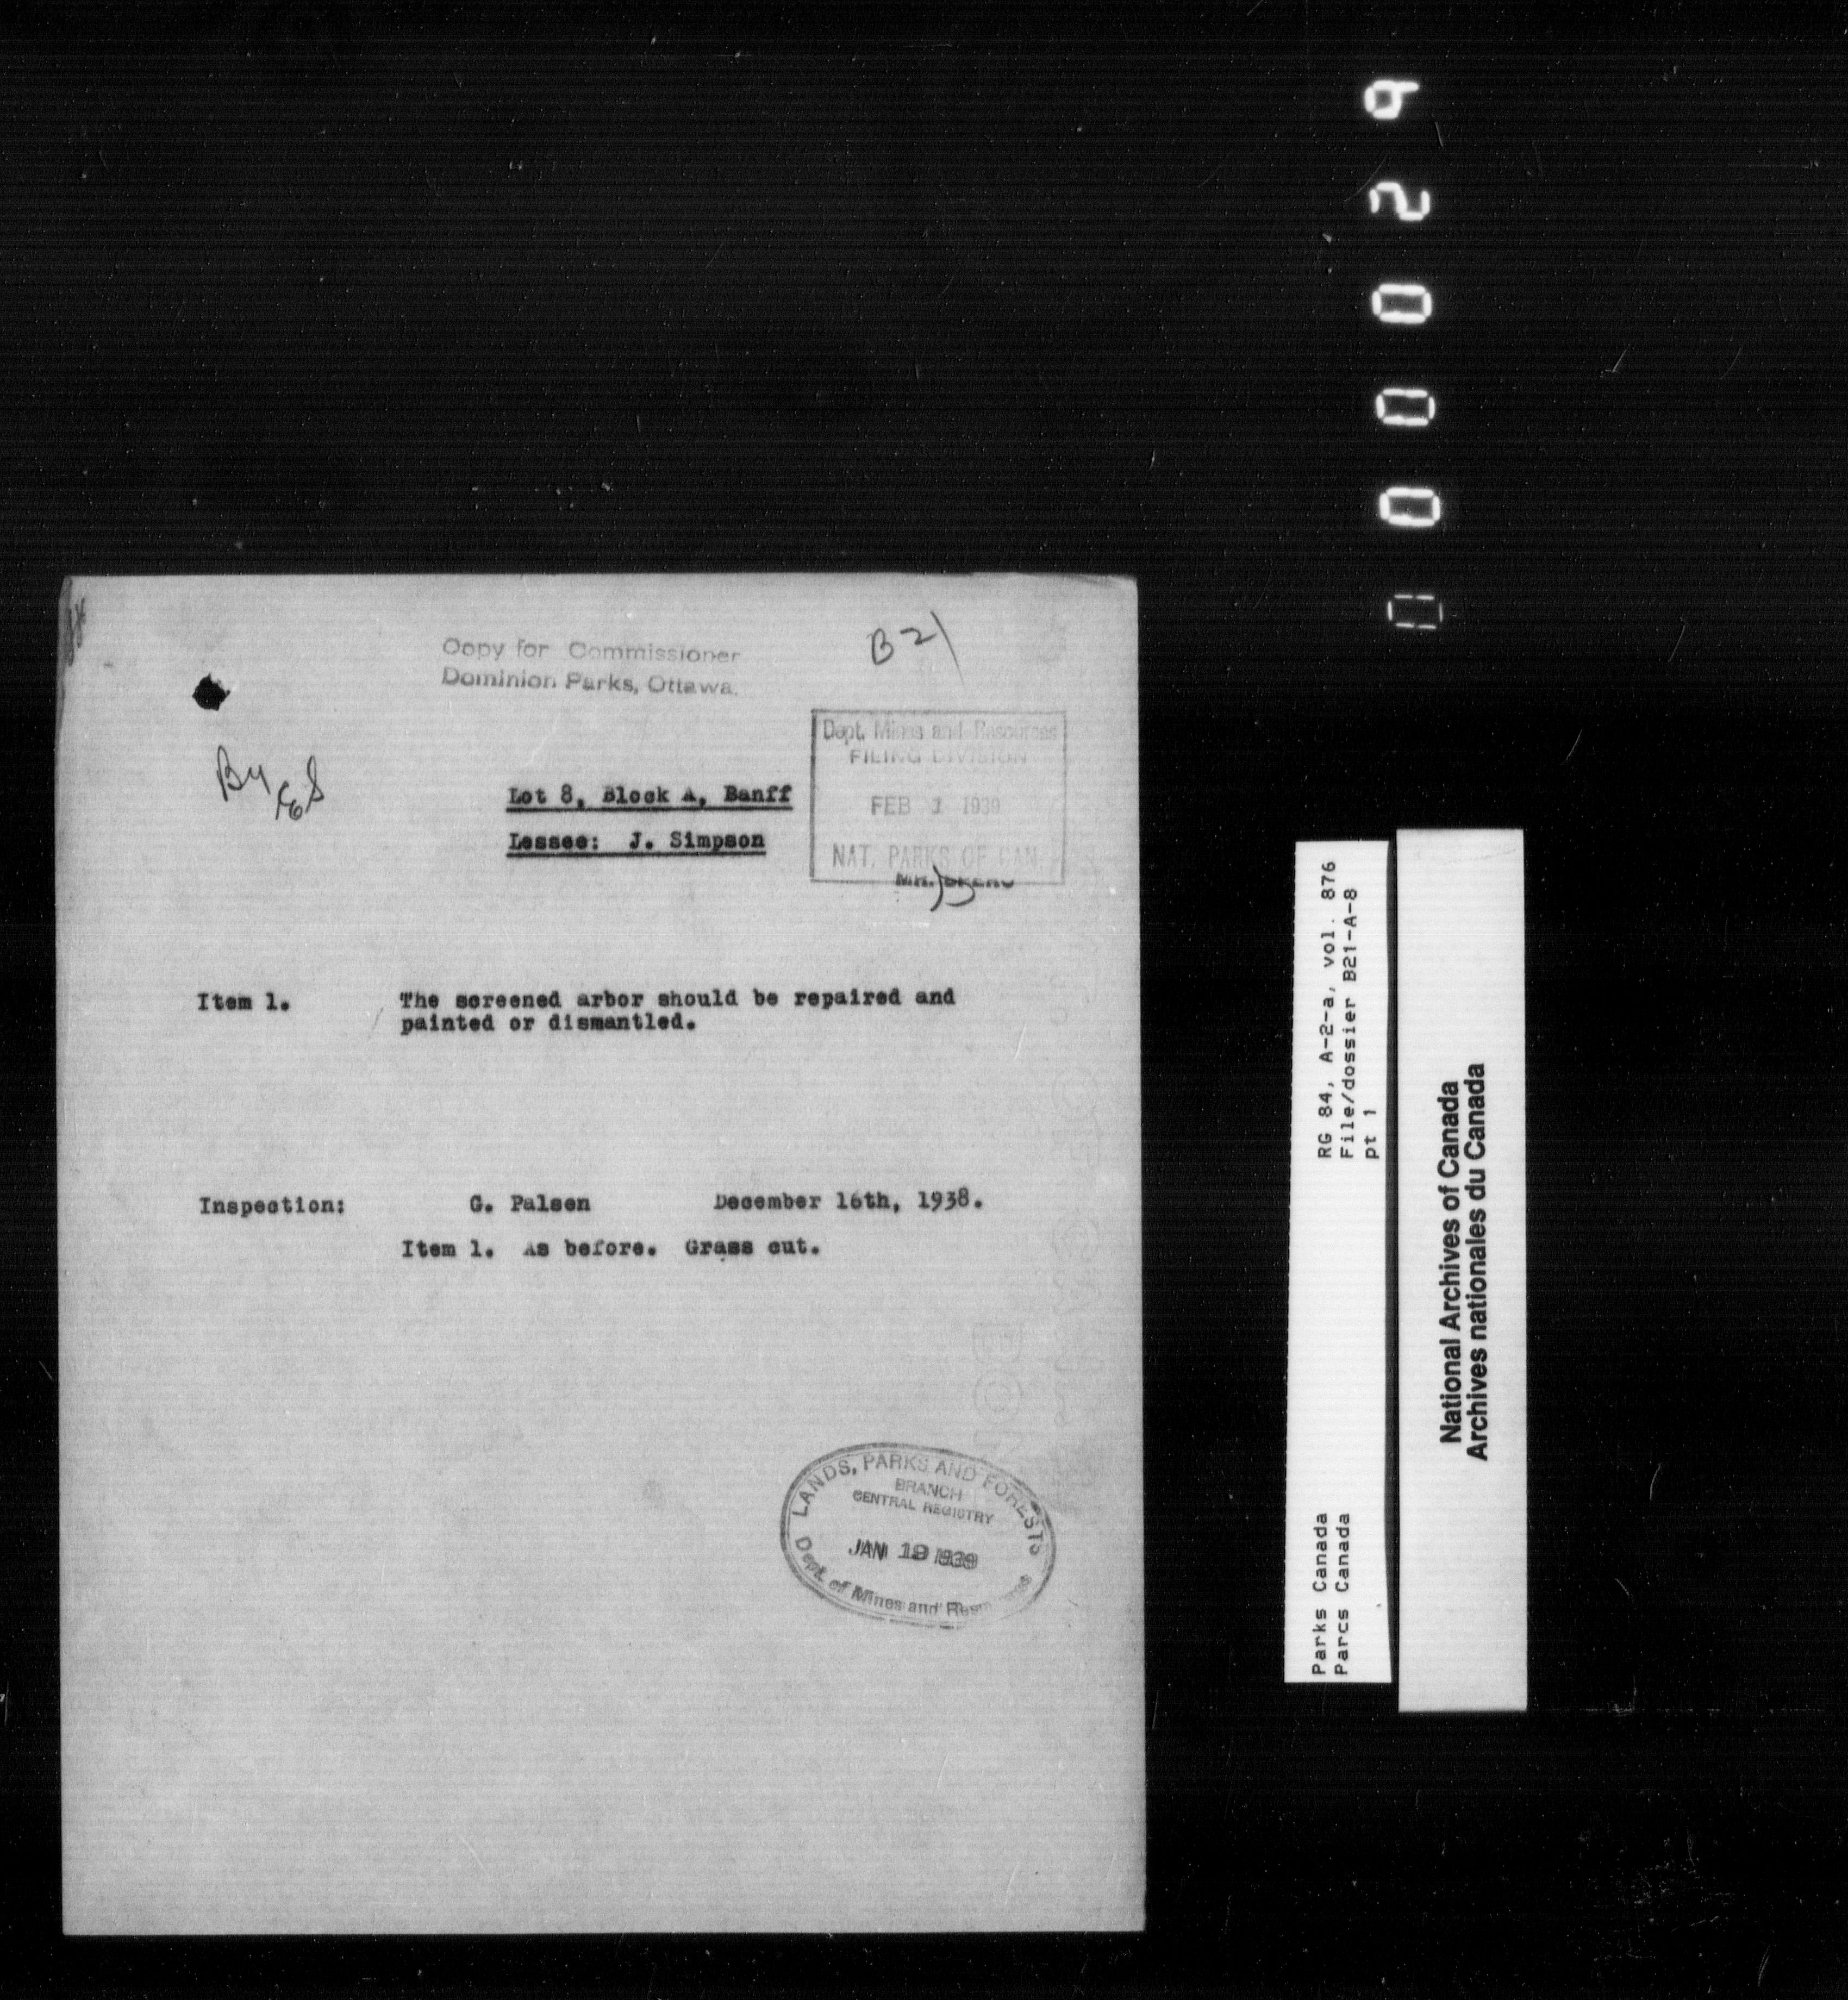 Copy for Commissioner
Dominion Parks, Ottawa.
B21
Dept. Mines and Resources
FILING DIVISION
FEB 1 1939
NAT. PARKS OF CAN.
MR.
Lot 8, Block A, Banff
Lessee: J. Simpson
Item 1. The screened arbor should be repaired and
painted or dismantled.
Inspection: G. Palsen December 16th, 1938.
Item 1. As before. Grass cut.
LANDS, PARKS AND FORESTS
BRANCH
CENTRAL REGISTRY
JAN 19 1939
Dept. of Mines and Resources
000029
RG 84, A-2-a, vol. 876
File/dossier B21-A-8
pt 1
Parks Canada
Parcs Canada
National Archives of Canada
Archives nationales du Canada